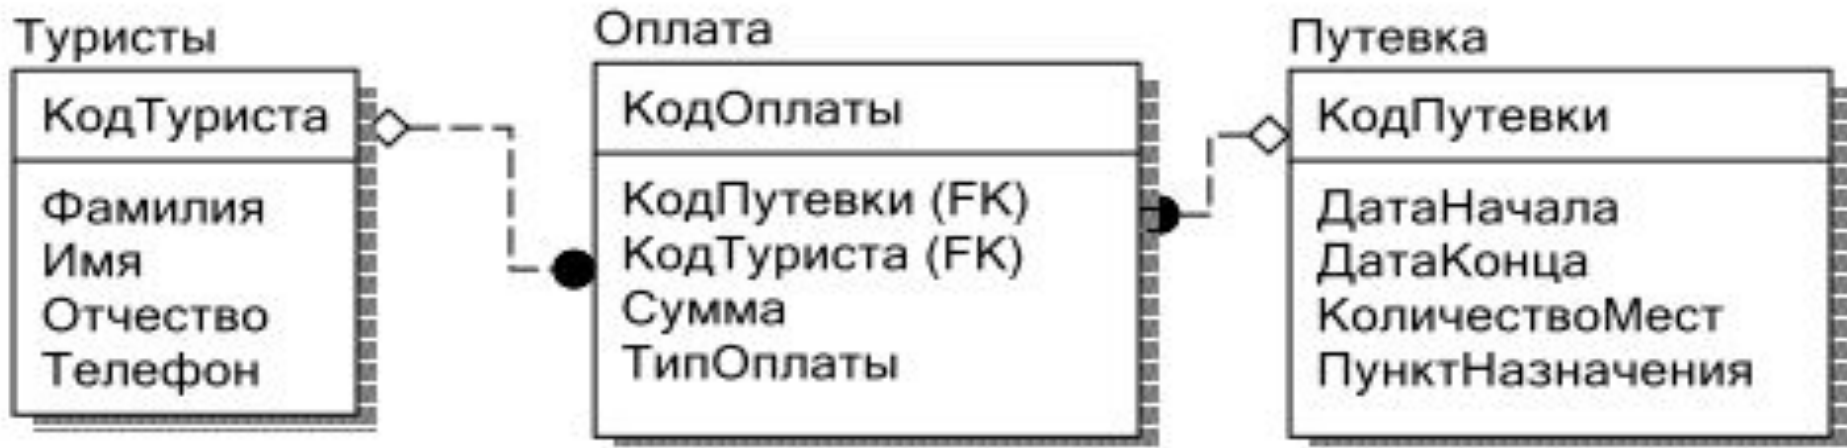 Туристы
КодТуриста
Фамилия
Имя
Отчество
Телефон
Оплата
КодОплаты
КодПутевки (FK)
КодТуриста (FK)
Сумма
ТипОплаты
Путевка
КодПутевки
ДатаНачала
ДатаКонца
КоличествоМест
ПунктНазначения